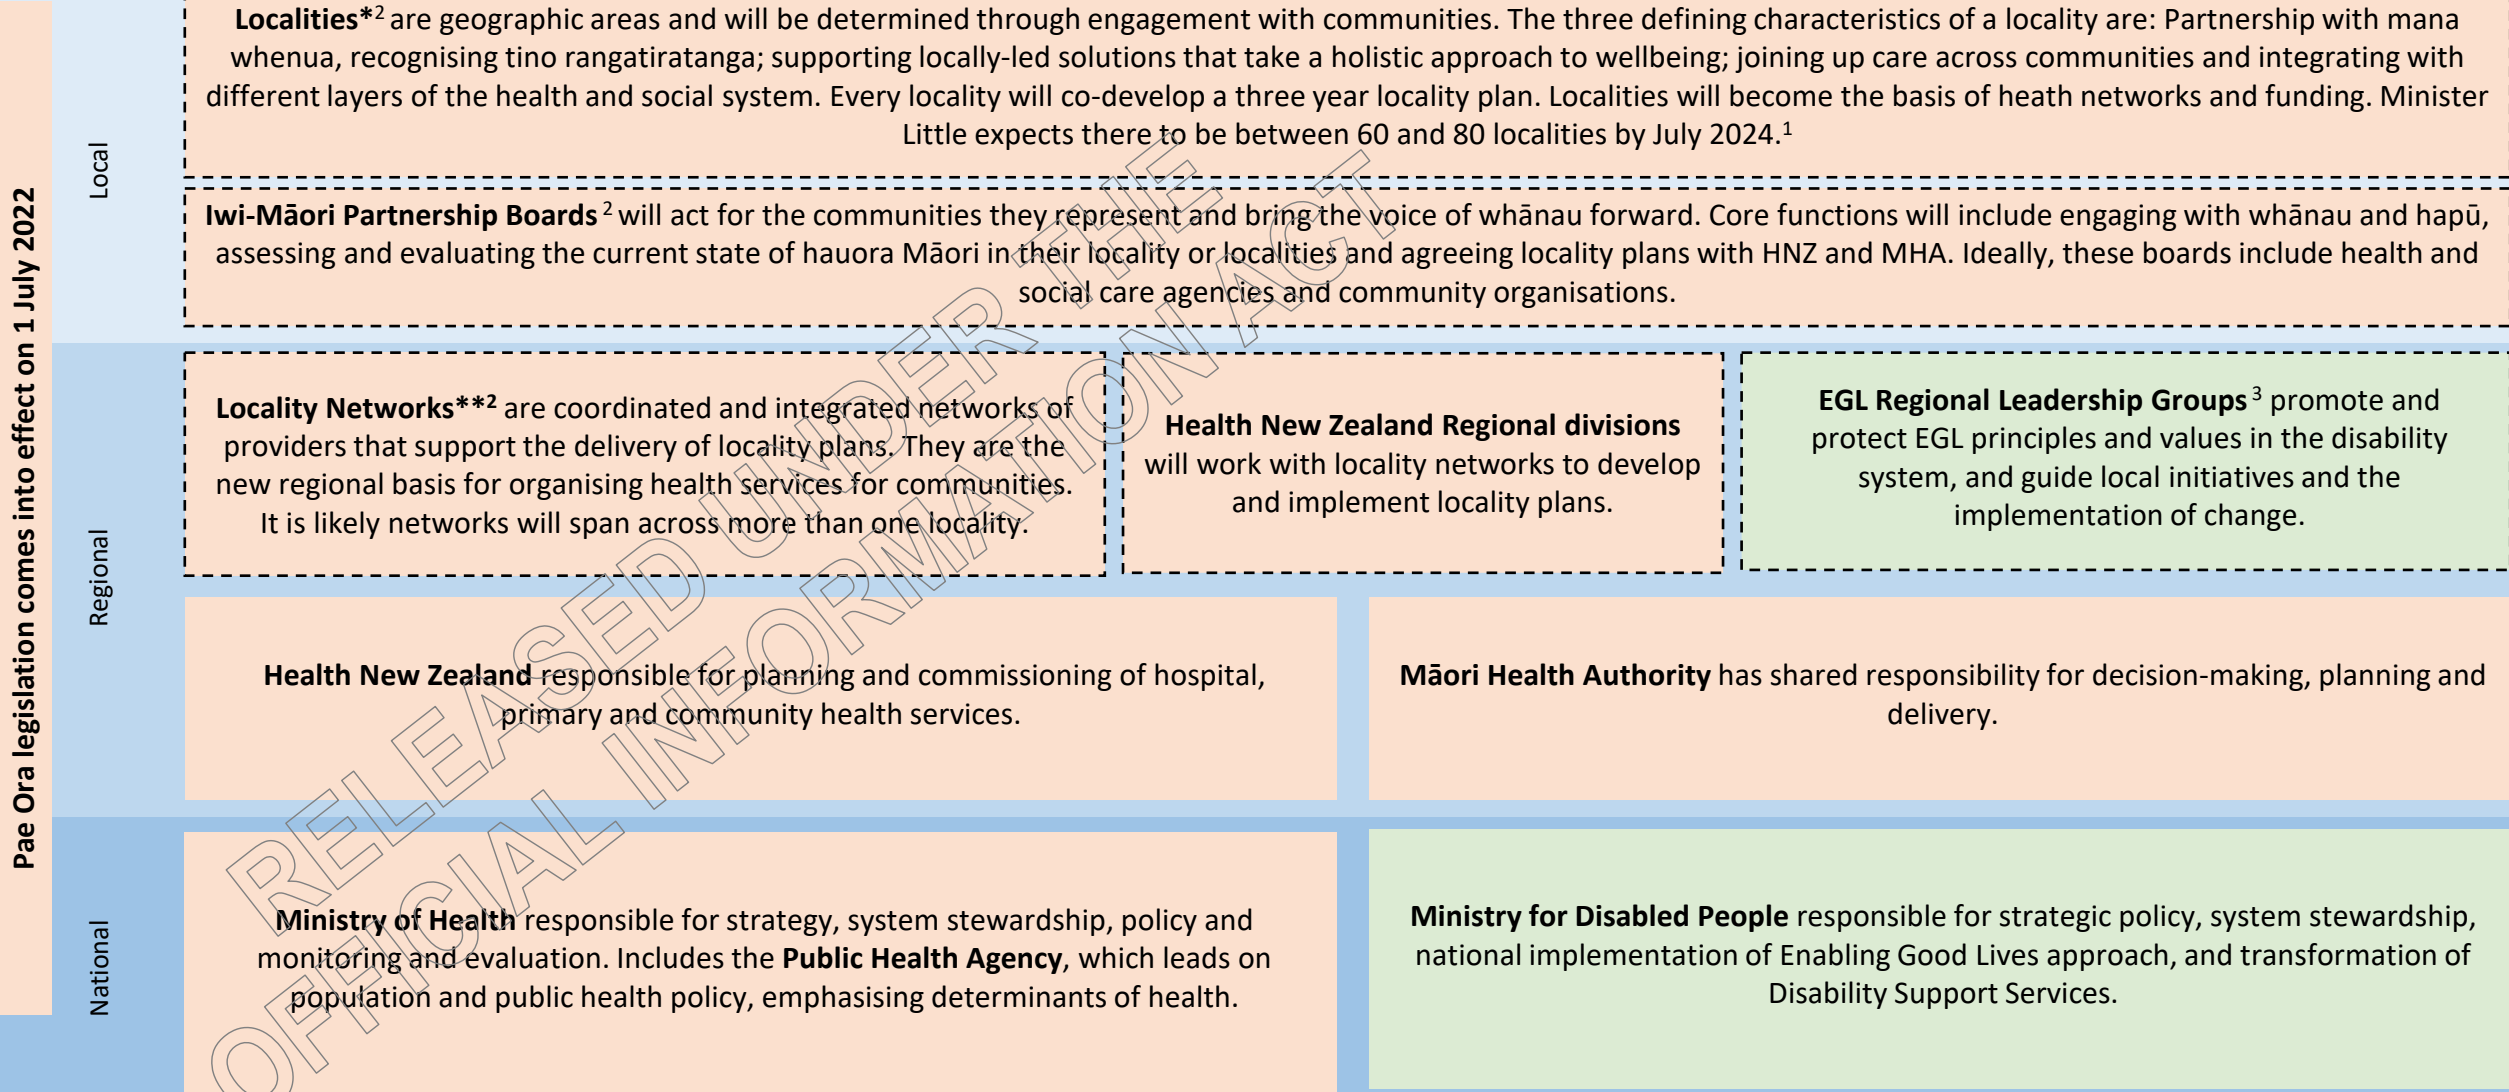 Pae Ora legislation comes into effect on 1 July 2022
Local
Localities*2 are geographic areas and will be determined through engagement with communities. The three defining characteristics of a locality are: Partnership with mana
whenua, recognising tino rangatiratanga; supporting locally-led solutions that take a holistic approach to wellbeing; joining up care across communities and integrating with
different layers of the health and social system. Every locality will co-develop a three year locality plan. Localities will become the basis of heath networks and funding. Minister
Little expects there to be between 60 and 80 localities by July 2024.1
Iwi-Māori Partnership Boards 2 will act for the communities they represent and bring the voice of whānau forward. Core functions will include engaging with whānau and hapū,
assessing and evaluating the current state of hauora Māori in their locality or localities and agreeing locality plans with HNZ and MHA. Ideally, these boards include health and
social care agencies and community organisations.
Regional
Locality Networks**2 are coordinated and integrated networks of
providers that support the delivery of locality plans. They are the
new regional basis for organising health services for communities.
It is likely networks will span across more than one locality.
Health New Zealand Regional divisions
will work with locality networks to develop
and implement locality plans.
EGL Regional Leadership Groups 3 promote and
protect EGL principles and values in the disability
system, and guide local initiatives and the
implementation of change.
Health New Zealand responsible for planning and commissioning of hospital,
primary and community health services.
Māori Health Authority has shared responsibility for decision-making, planning and
delivery.
National
Ministry of Health responsible for strategy, system stewardship, policy and
monitoring and evaluation. Includes the Public Health Agency, which leads on
population and public health policy, emphasising determinants of health.
Ministry for Disabled People responsible for strategic policy, system stewardship,
national implementation of Enabling Good Lives approach, and transformation of
Disability Support Services.
RELEASED UNDER THE
OFFICIAL INFORMATION ACT